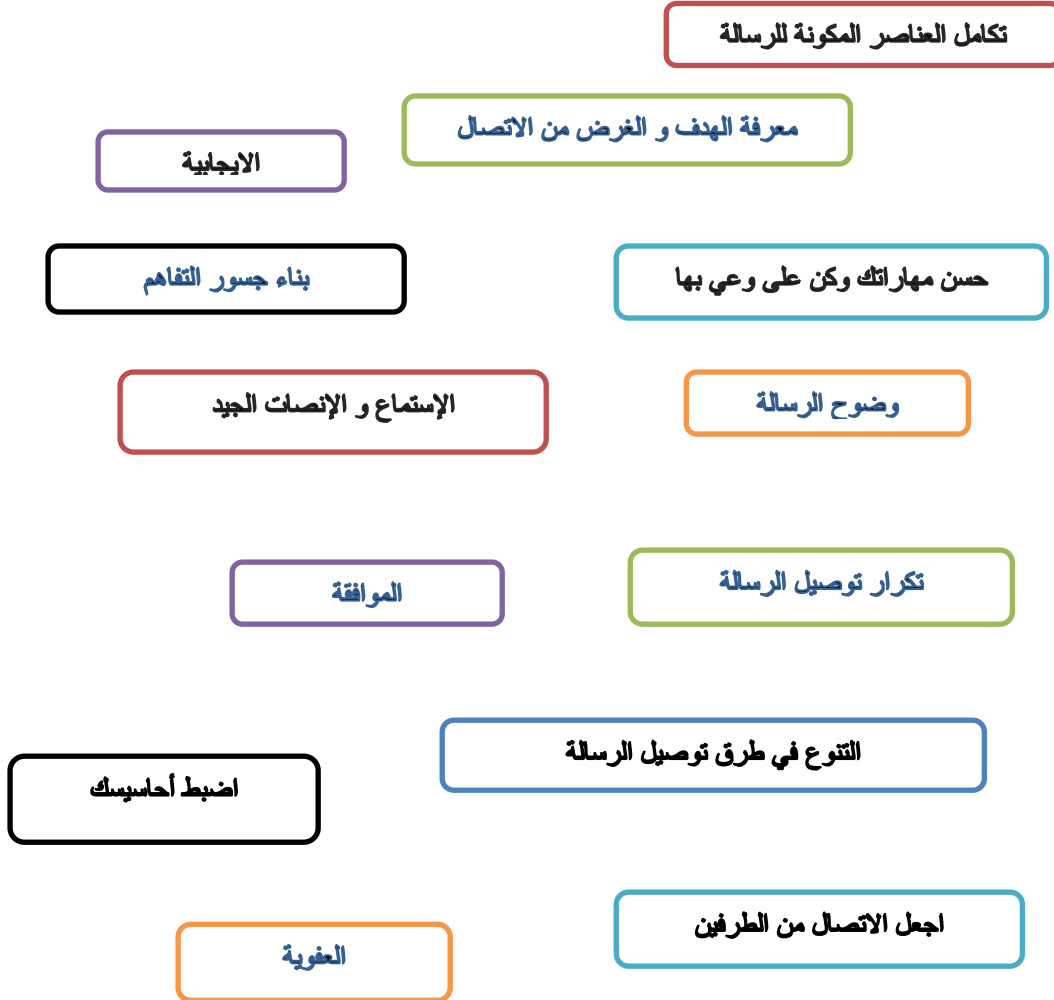 تكامل العناصر المكونة للرسالة
معرفة الهدف و الغرض من الاتصال
الايجابية
حسن مهاراتك وكن على وعي بها
بناء جسور التفاهم
وضوح الرسالة
الإستماع و الإنصات الجيد
تكرار توصيل الرسالة
الموافقة
التنوع في طرق توصيل الرسالة
اضبط أحاسيسك
اجعل الاتصال من الطرفين
العفوية